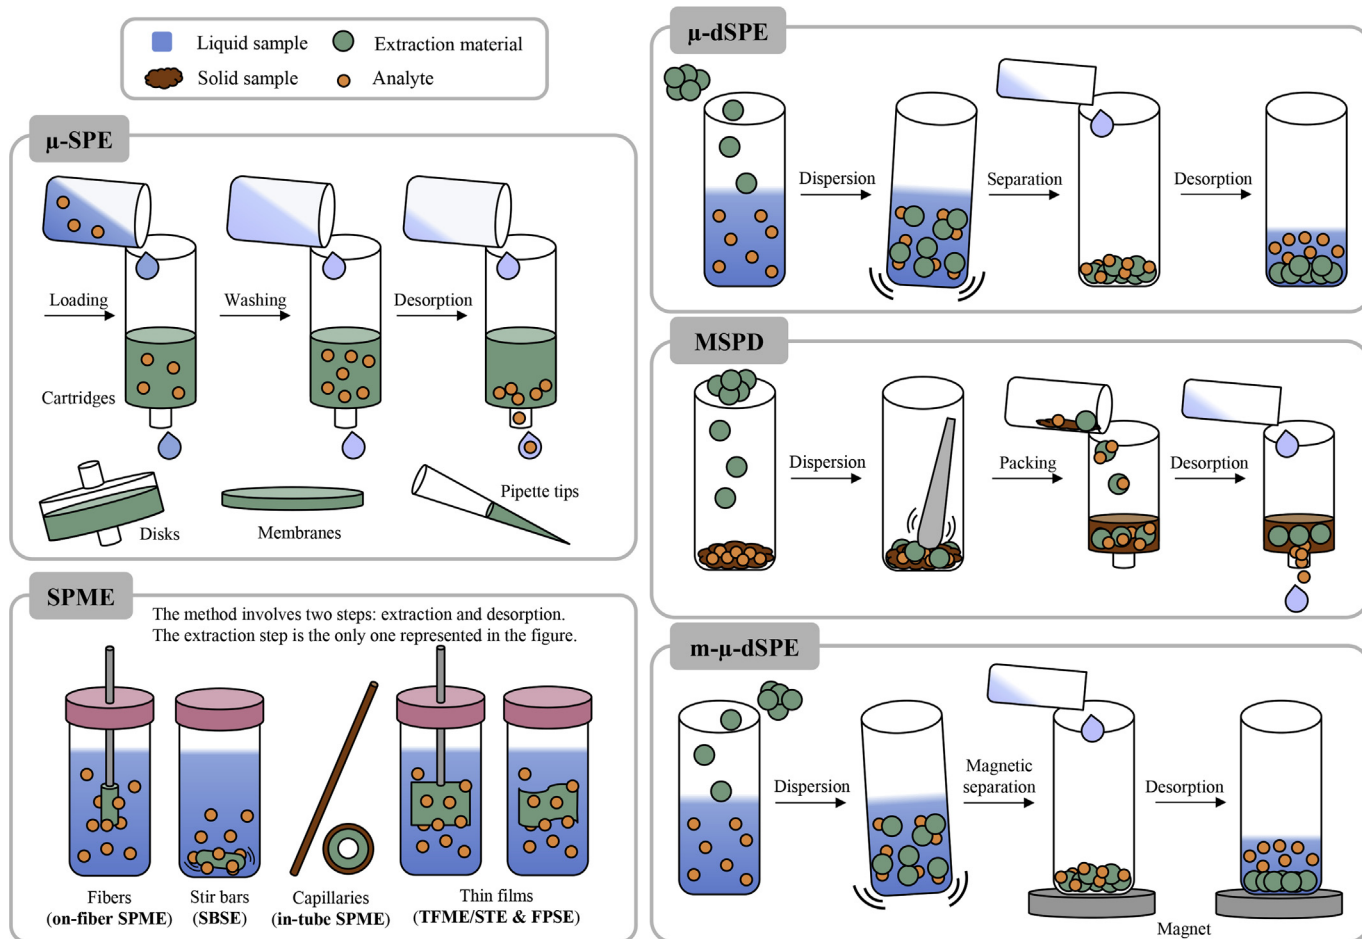 Liquid sample
Extraction material
Solid sample
Analyte
μ-SPE
Loading
Washing
Desorption
Cartridges
Disks
Membranes
Pipette tips
SPME
The method involves two steps: extraction and desorption.
The extraction step is the only one represented in the figure.
Fibers
(on-fiber SPME)
Stir bars
(SBSE)
Capillaries
(in-tube SPME)
Thin films
(TFME/STE & FPSE)
μ-dSPE
Dispersion
Separation
Desorption
MSPD
Dispersion
Packing
Desorption
m-μ-dSPE
Dispersion
Magnetic
separation
Desorption
Magnet